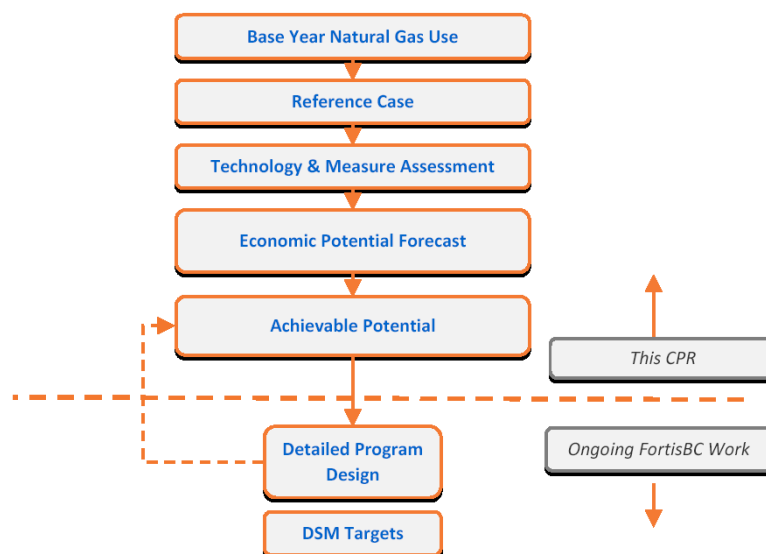 Base Year Natural Gas Use
Reference Case
Technology & Measure Assessment
Economic Potential Forecast
Achievable Potential
This CPR
Detailed Program
Design
Ongoing FortisBC Work
DSM Targets